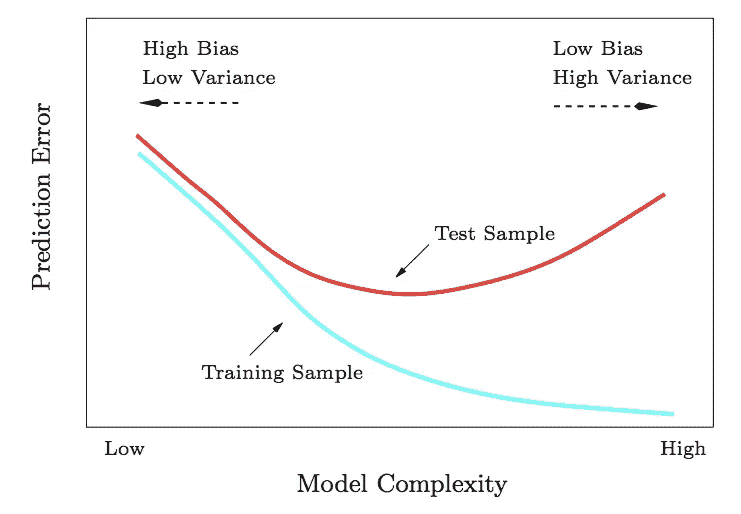 High Bias
Low Variance
Low Bias
High Variance
Prediction Error
Test Sample
Training Sample
Low
High
Model Complexity